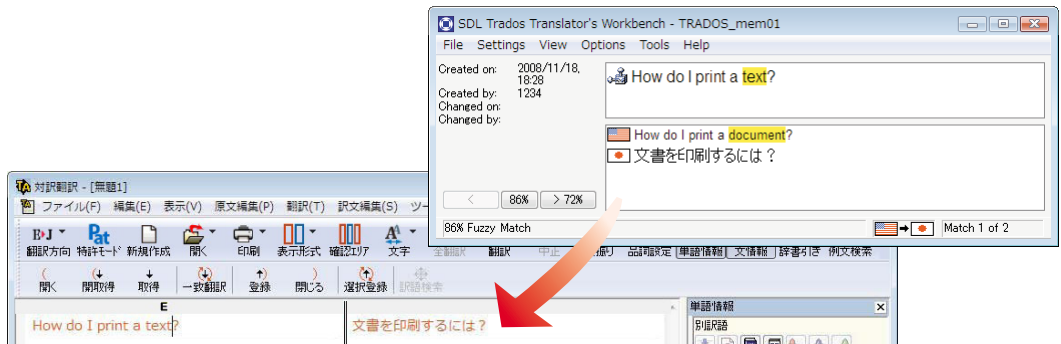 SDL Trados Translator's Workbench - TRADOS_mem01
File Settings View Options Tools Help
Created on: 2008/11/18, 18:28
Created by: 1234
Changed on:
Changed by:
How do I print a text?
How do I print a document?
文書を印刷するには？
< 86% > 72%
86% Fuzzy Match
Match 1 of 2
対訳翻訳 - [無題1]
ファイル(F) 編集(E) 表示(V) 原文編集(P) 翻訳(T) 訳文編集(S) ツー
E›J Pat A
翻訳方向 特許モード 新規作成 開く 印刷 表示形式 確認エリア 文字 全翻訳 翻訳 中止 振り 品詞設定 単語情報 文情報 辞書引き 例文検索
開く 開取得 取得 一致翻訳 登録 閉じる 選択登録 訳語検索
E
単語情報
How do I print a text?
文書を印刷するには？
別訳語